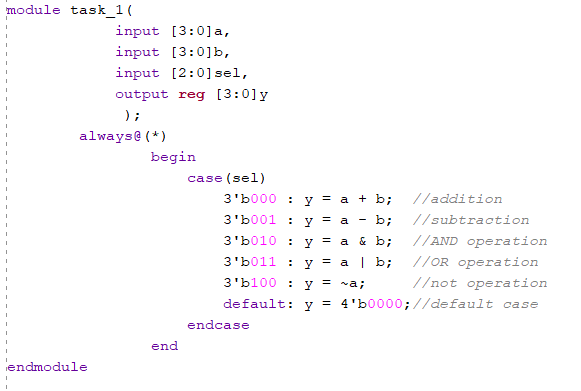 module task_1(
input [3:0]a,
input [3:0]b,
input [2:0]sel,
output reg [3:0]y
);
always@(*)
begin
case(sel)
3'b000 : y = a + b; //addition
3'b001 : y = a - b; //subtraction
3'b010 : y = a & b; //AND operation
3'b011 : y = a | b; //OR operation
3'b100 : y = ~a; //not operation
default: y = 4'b0000;//default case
endcase
end
endmodule